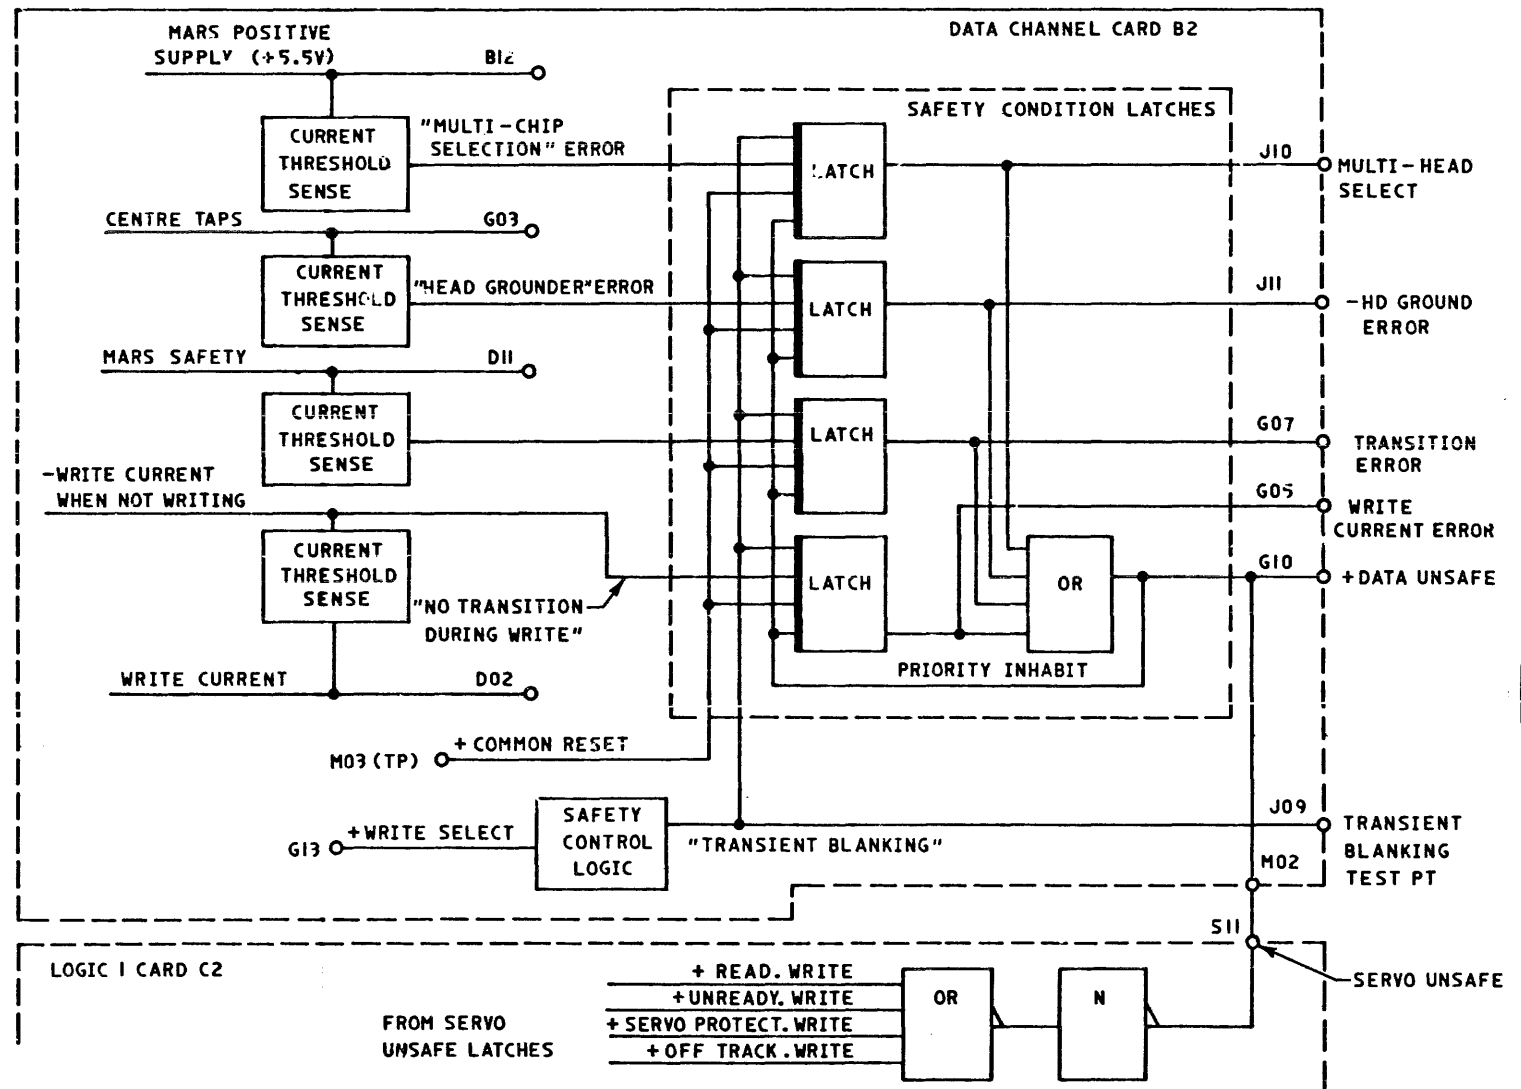 DATA CHANNEL CARD B2
MARS POSITIVE
SUPPLY (+5.5V)
B12
CURRENT
THRESHOLD
SENSE
"MULTI-CHIP
SELECTION" ERROR
SAFETY CONDITION LATCHES
LATCH
J10
MULTI-HEAD
SELECT
CENTRE TAPS
G03
CURRENT
THRESHOLD
SENSE
"HEAD GROUNDER" ERROR
LATCH
J11
-HD GROUND
ERROR
MARS SAFETY
D11
CURRENT
THRESHOLD
SENSE
LATCH
G07
TRANSITION
ERROR
-WRITE CURRENT
WHEN NOT WRITING
G05
WRITE
CURRENT ERROR
CURRENT
THRESHOLD
SENSE
"NO TRANSITION
DURING WRITE"
LATCH
OR
G10
+DATA UNSAFE
PRIORITY INHABIT
WRITE CURRENT
D02
M03 (TP)
+ COMMON RESET
G13
+WRITE SELECT
SAFETY
CONTROL
LOGIC
"TRANSIENT BLANKING"
J09
TRANSIENT
BLANKING
TEST PT
M02
S11
SERVO UNSAFE
LOGIC 1 CARD C2
FROM SERVO
UNSAFE LATCHES
+ READ.WRITE
+UNREADY.WRITE
+ SERVO PROTECT.WRITE
+OFF TRACK.WRITE
OR
N